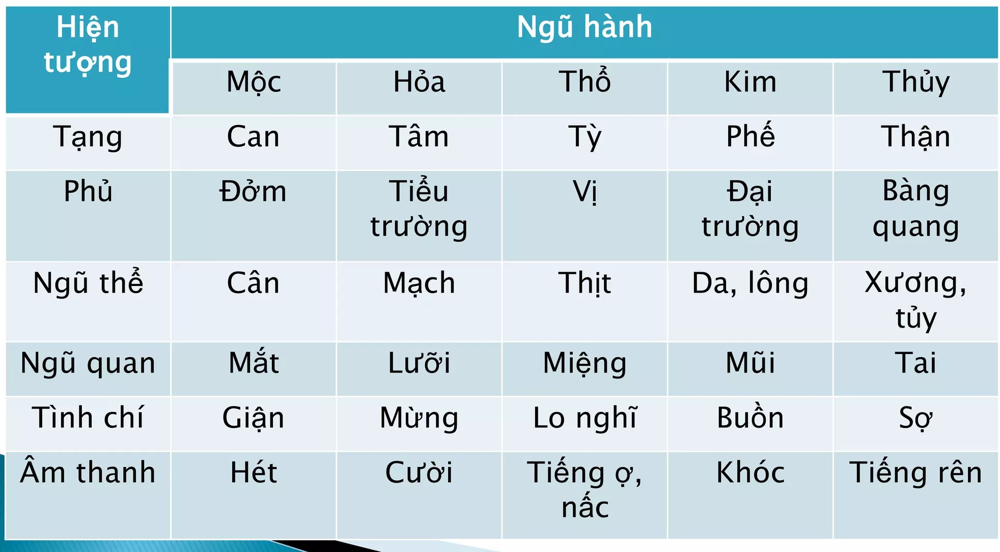 Hiện
tượng
Ngũ hành
Mộc Hỏa Thổ Kim Thủy
Tạng Can Tâm Tỳ Phế Thận
Phủ Đởm Tiểu Vị Đại Bàng
trường trường quang
Ngũ thể Cân Mạch Thịt Da, lông Xương,
tủy
Ngũ quan Mắt Lưỡi Miệng Mũi Tai
Tình chí Giận Mừng Lo nghĩ Buồn Sợ
Âm thanh Hét Cười Tiếng ợ, Khóc Tiếng rên
nấc